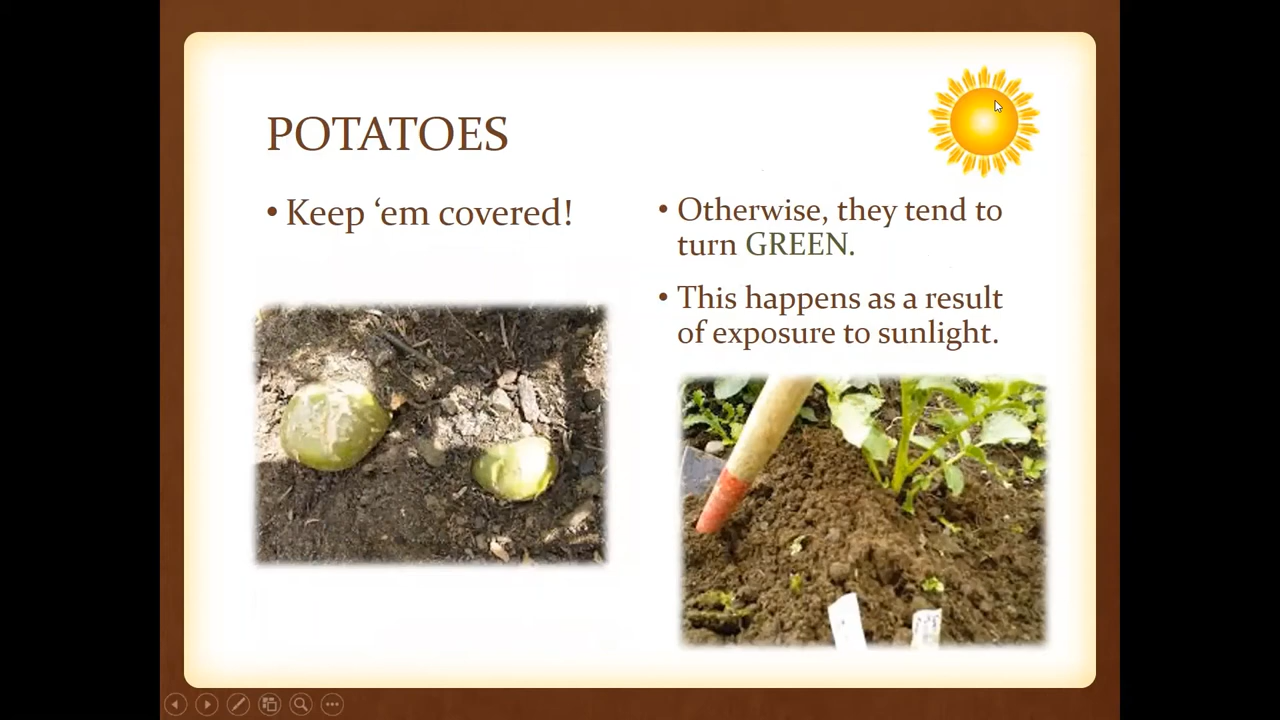 POTATOES
• Keep ‘em covered!
• Otherwise, they tend to
turn GREEN.
• This happens as a result
of exposure to sunlight.